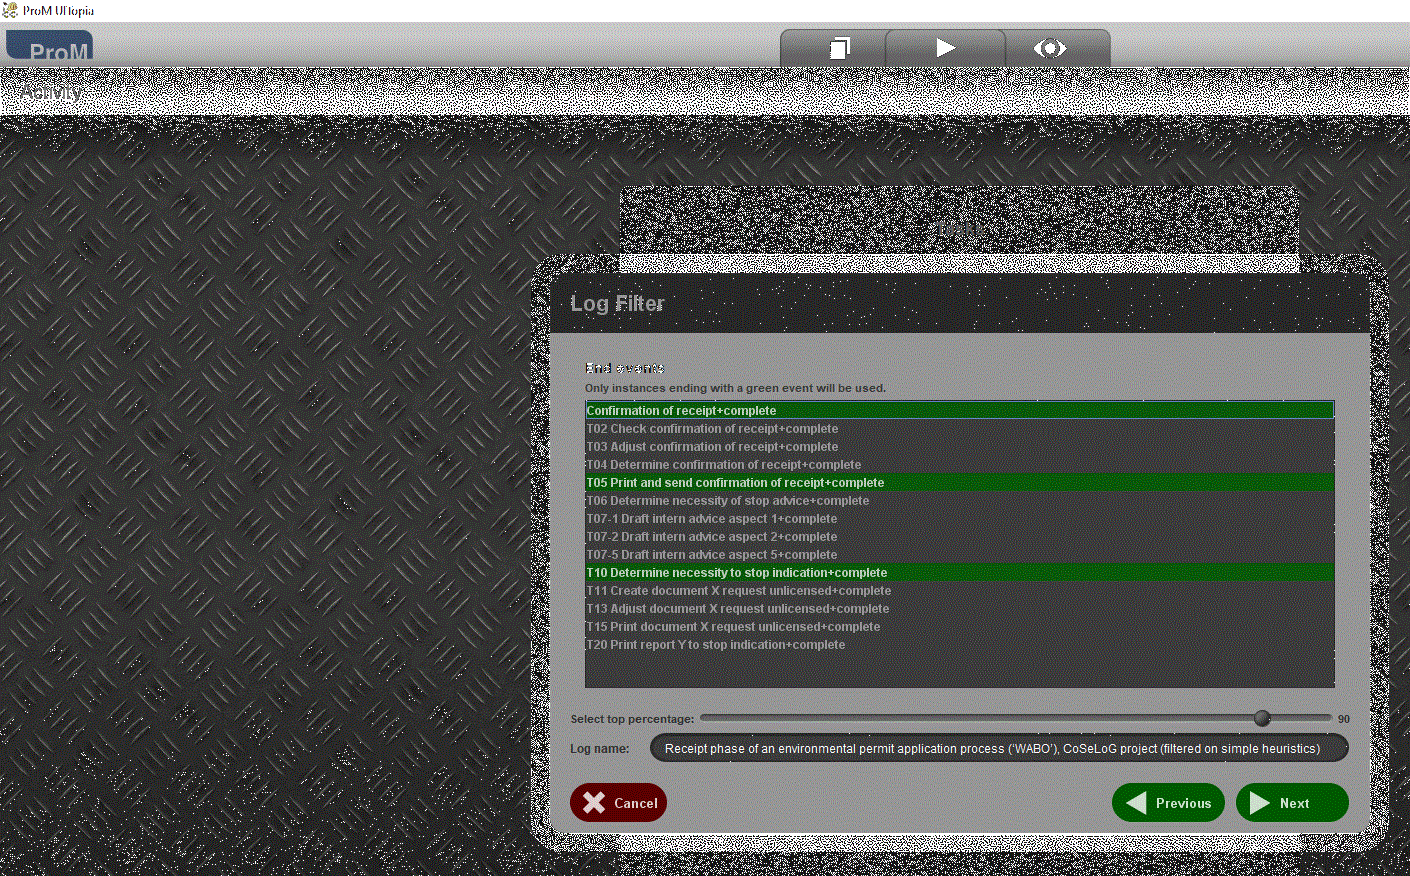 ProM UITopia
ProM
Activity
Log Filter
End events
Only instances ending with a green event will be used.
Confirmation of receipt+complete
T02 Check confirmation of receipt+complete
T03 Adjust confirmation of receipt+complete
T04 Determine confirmation of receipt+complete
T05 Print and send confirmation of receipt+complete
T06 Determine necessity of stop advice+complete
T07-1 Draft intern advice aspect 1+complete
T07-2 Draft intern advice aspect 2+complete
T07-5 Draft intern advice aspect 5+complete
T10 Determine necessity to stop indication+complete
T11 Create document X request unlicensed+complete
T13 Adjust document X request unlicensed+complete
T15 Print document X request unlicensed+complete
T20 Print report Y to stop indication+complete
Select top percentage: 90
Log name: Receipt phase of an environmental permit application process ('WABO'), CoSeLoG project (filtered on simple heuristics)
Cancel Previous Next